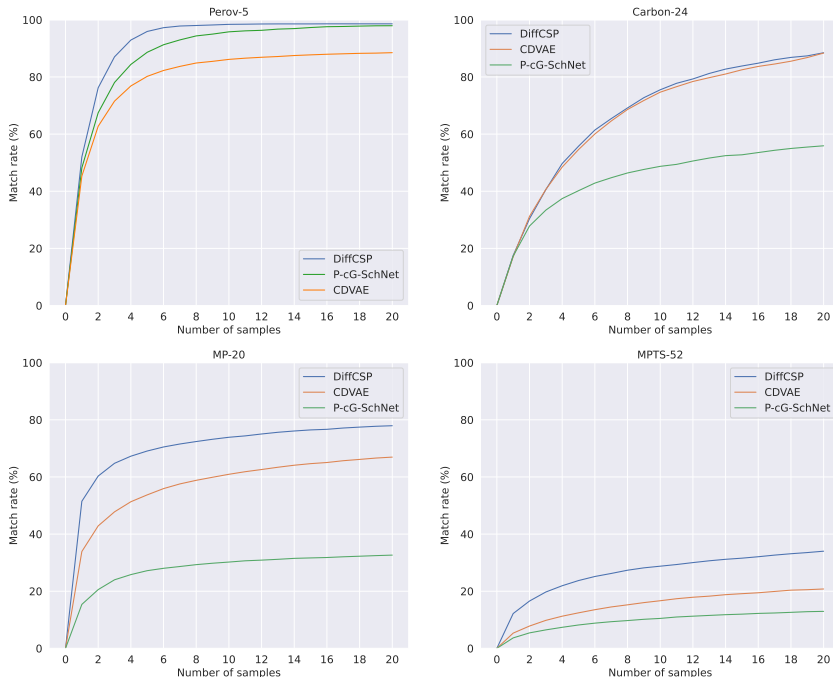 Perov-5
100
80
60
40
20
0
Match rate (%)
DiffCSP
P-cG-SchNet
CDVAE
0 2 4 6 8 10 12 14 16 18 20
Number of samples
Carbon-24
100
80
60
40
20
0
Match rate (%)
DiffCSP
CDVAE
P-cG-SchNet
0 2 4 6 8 10 12 14 16 18 20
Number of samples
MP-20
100
80
60
40
20
0
Match rate (%)
DiffCSP
CDVAE
P-cG-SchNet
0 2 4 6 8 10 12 14 16 18 20
Number of samples
MPTS-52
100
80
60
40
20
0
Match rate (%)
DiffCSP
CDVAE
P-cG-SchNet
0 2 4 6 8 10 12 14 16 18 20
Number of samples